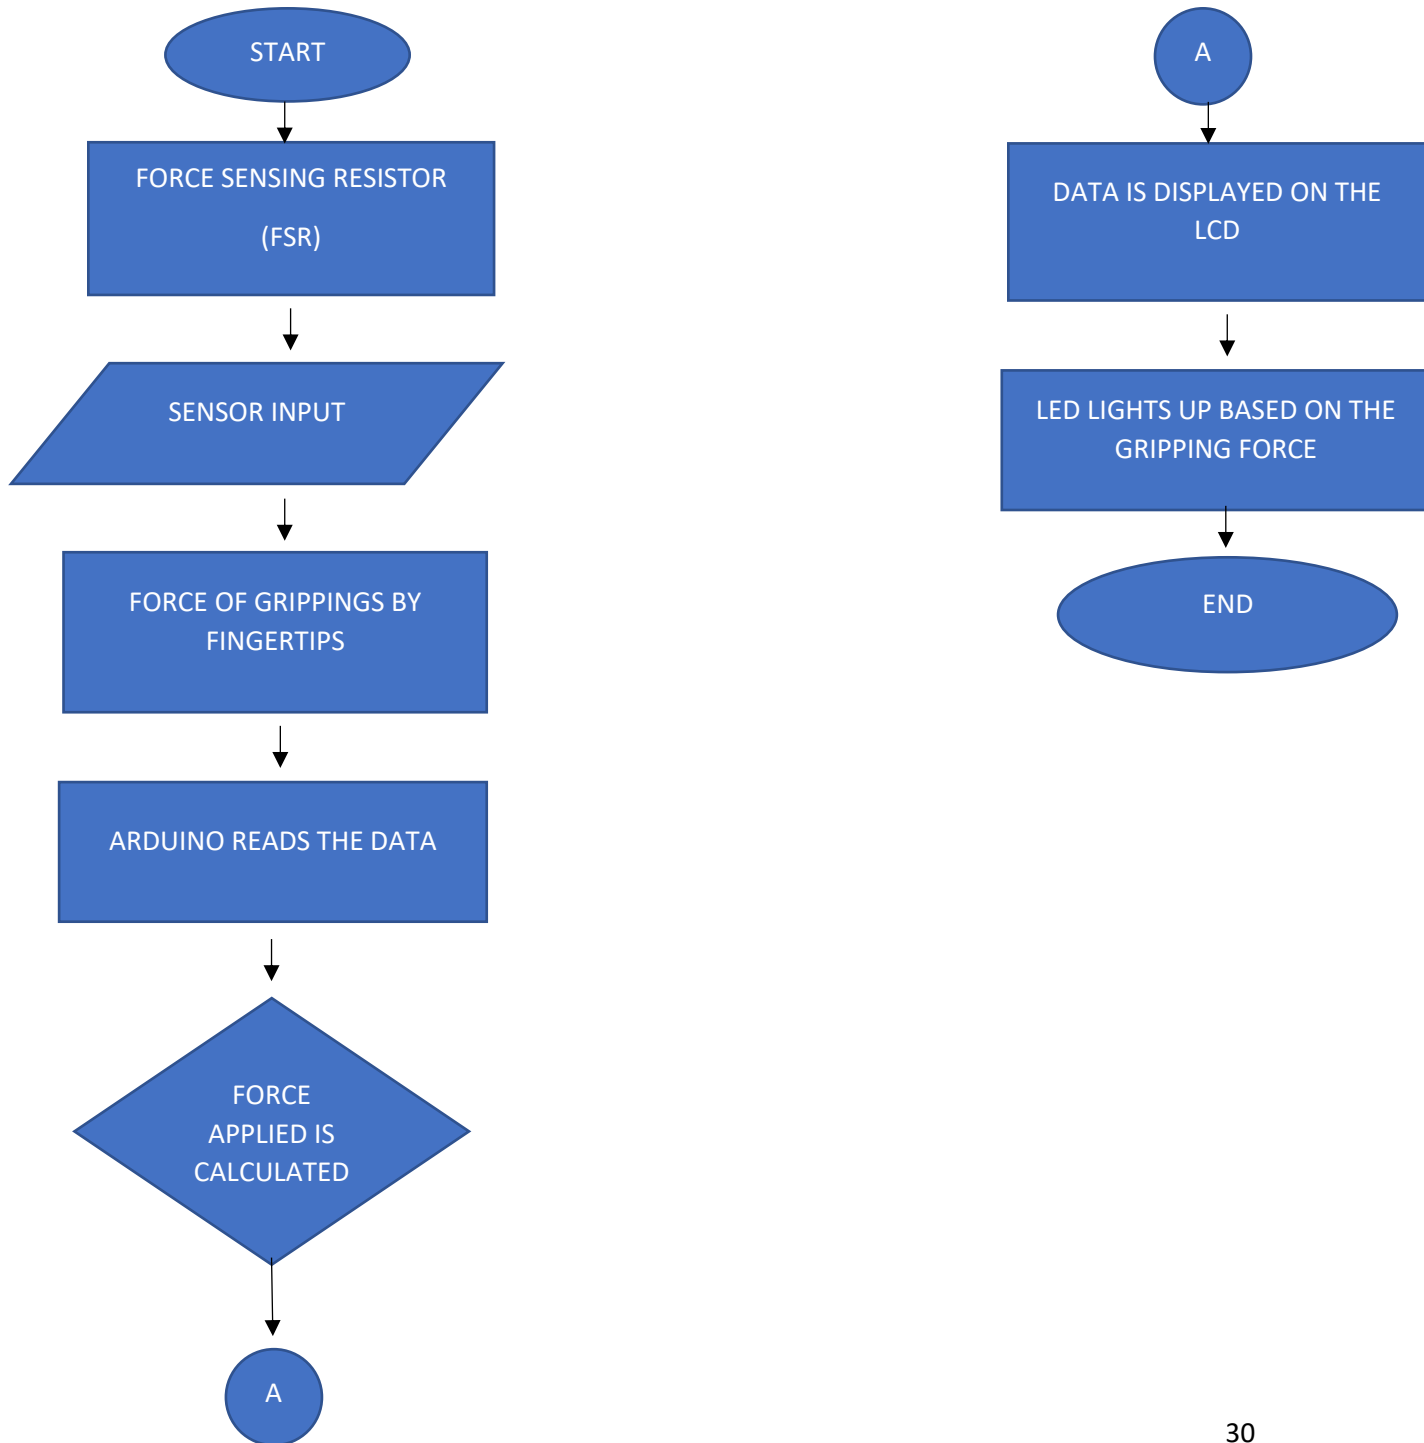 START
FORCE SENSING RESISTOR
(FSR)
SENSOR INPUT
FORCE OF GRIPPINGS BY
FINGERTIPS
ARDUINO READS THE DATA
FORCE
APPLIED IS
CALCULATED
A
A
DATA IS DISPLAYED ON THE
LCD
LED LIGHTS UP BASED ON THE
GRIPPING FORCE
END
30